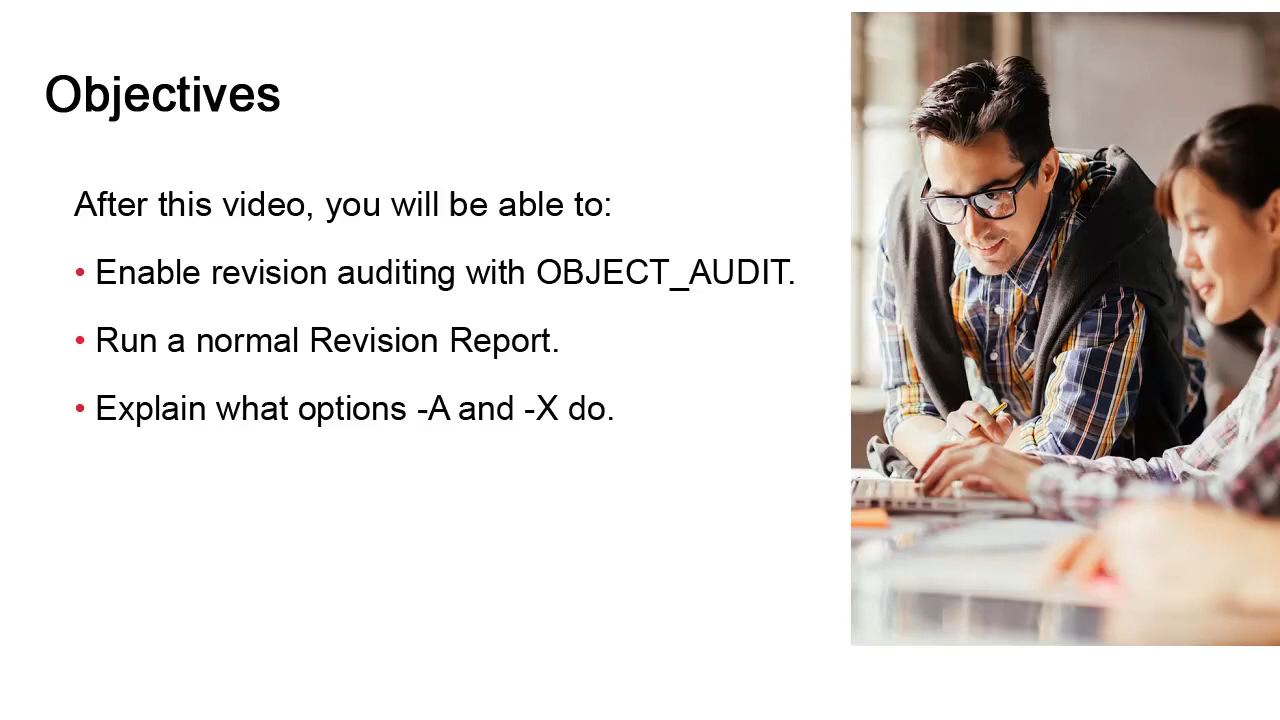 Objectives
After this video, you will be able to:
• Enable revision auditing with OBJECT_AUDIT.
• Run a normal Revision Report.
• Explain what options -A and -X do.